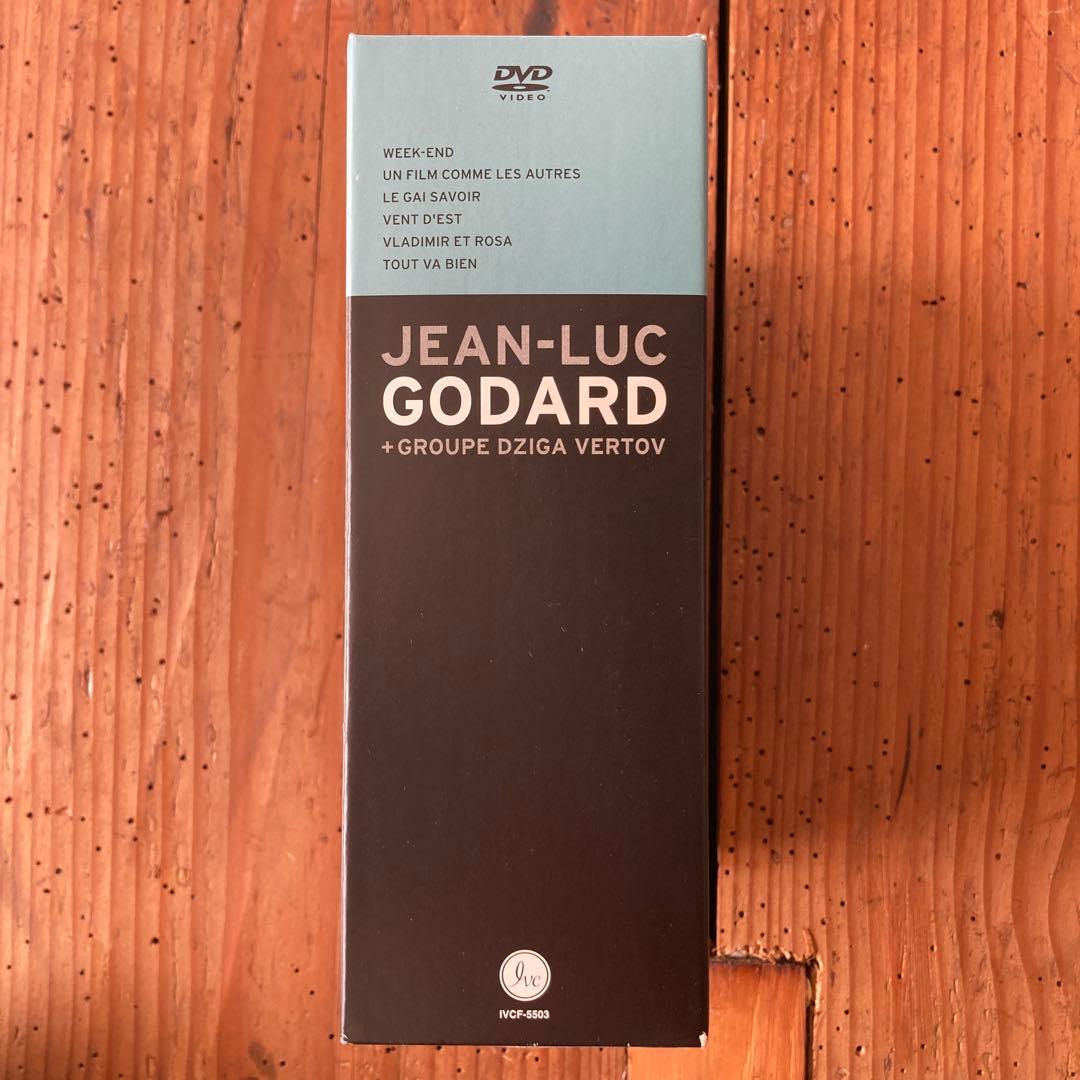 DVD
VIDEO
WEEK-END
UN FILM COMME LES AUTRES
LE GAI SAVOIR
VENT D'EST
VLADIMIR ET ROSA
TOUT VA BIEN
JEAN-LUC
GODARD
+GROUPE DZIGA VERTOV
Ivc
IVCF-5503